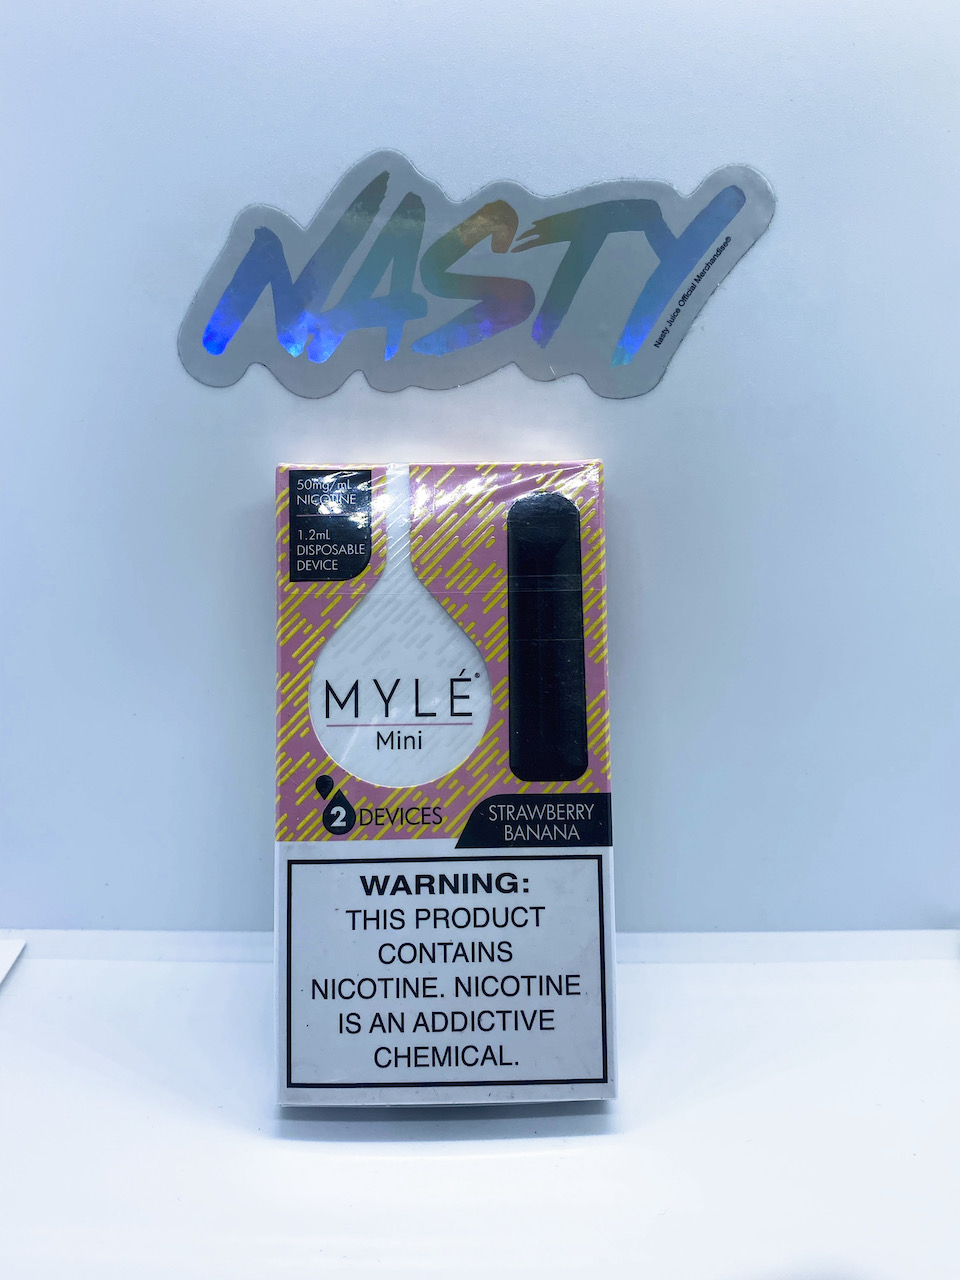 NASTY
Nasty Juice Official Merchandise®
50mg/mL
NICOTINE
1.2mL
DISPOSABLE
DEVICE
MYLÉ®
Mini
2 DEVICES
STRAWBERRY
BANANA
WARNING:
THIS PRODUCT
CONTAINS
NICOTINE. NICOTINE
IS AN ADDICTIVE
CHEMICAL.